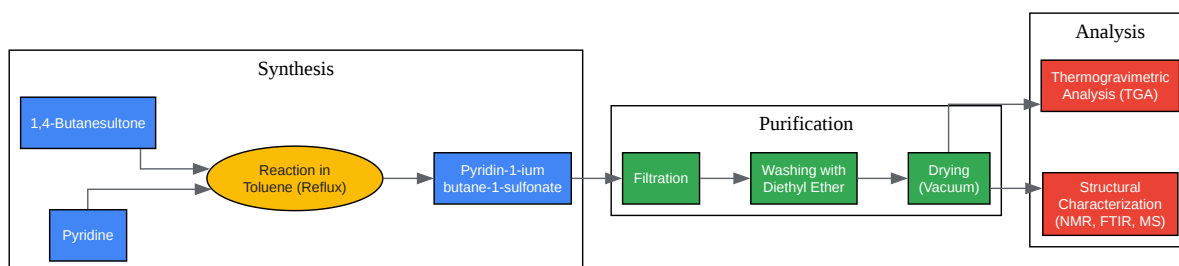 Synthesis
1,4-Butanesultone
Pyridine
Reaction in
Toluene (Reflux)
Pyridin-1-ium
butane-1-sulfonate
Purification
Filtration
Washing with
Diethyl Ether
Drying
(Vacuum)
Analysis
Thermogravimetric
Analysis (TGA)
Structural
Characterization
(NMR, FTIR, MS)